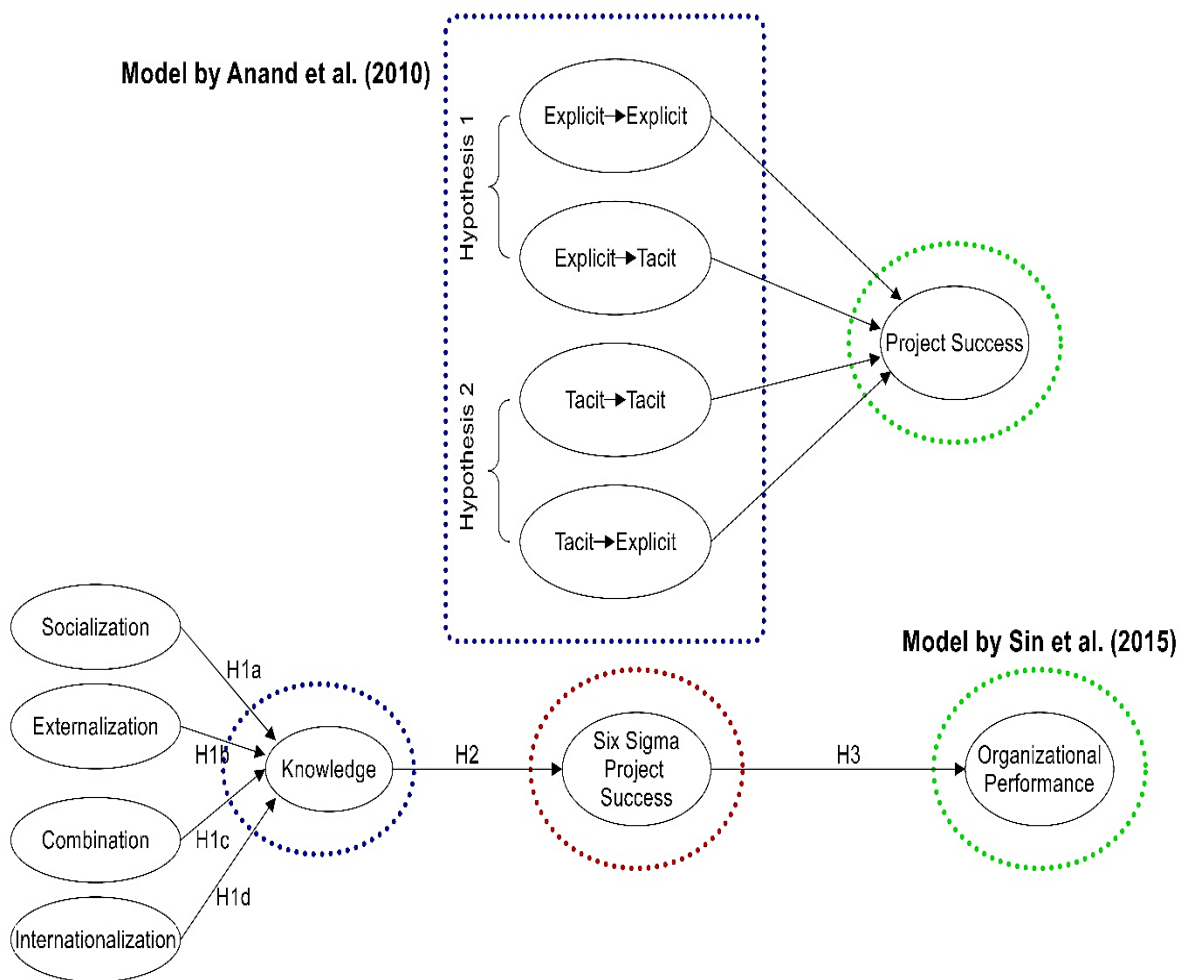 Model by Anand et al. (2010)
Hypothesis 1
Explicit→Explicit
Explicit→Tacit
Hypothesis 2
Tacit→Tacit
Tacit→Explicit
Project Success
Model by Sin et al. (2015)
Socialization
Externalization
Combination
Internationalization
H1a
H1b
H1c
H1d
Knowledge
H2
Six Sigma
Project
Success
H3
Organizational
Performance